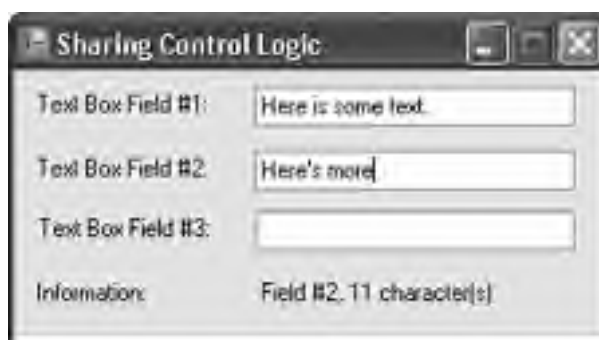 Sharing Control Logic
Text Box Field #1: Here is some text.
Text Box Field #2: Here's more
Text Box Field #3:
Information: Field #2, 11 character(s)